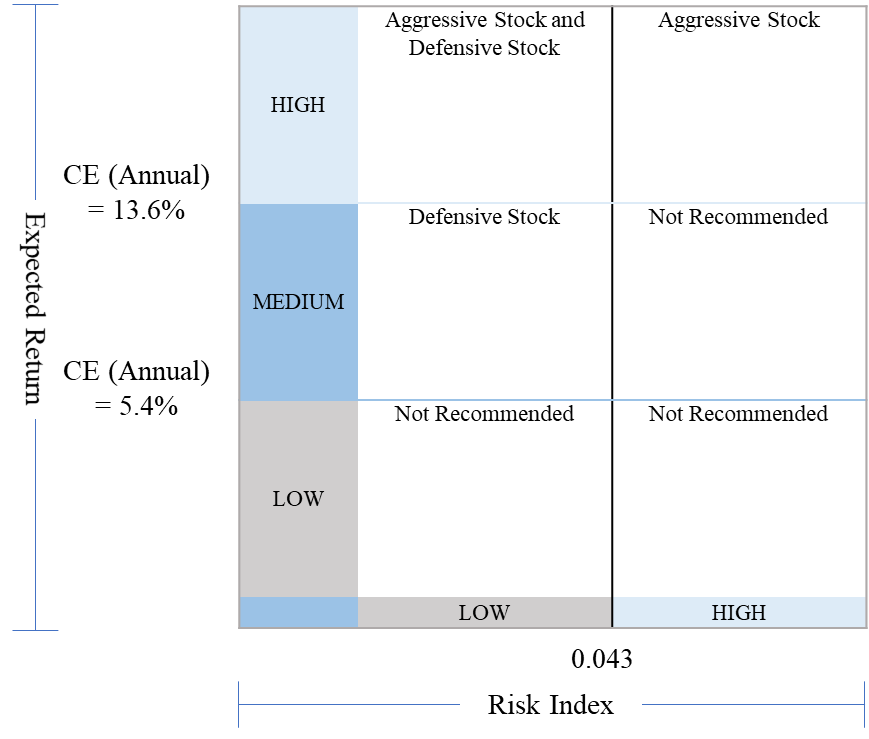 Aggressive Stock and
Defensive Stock
Aggressive Stock
HIGH
CE (Annual)
= 13.6%
Defensive Stock
Not Recommended
Expected Return
MEDIUM
CE (Annual)
= 5.4%
Not Recommended
Not Recommended
LOW
LOW
HIGH
0.043
Risk Index